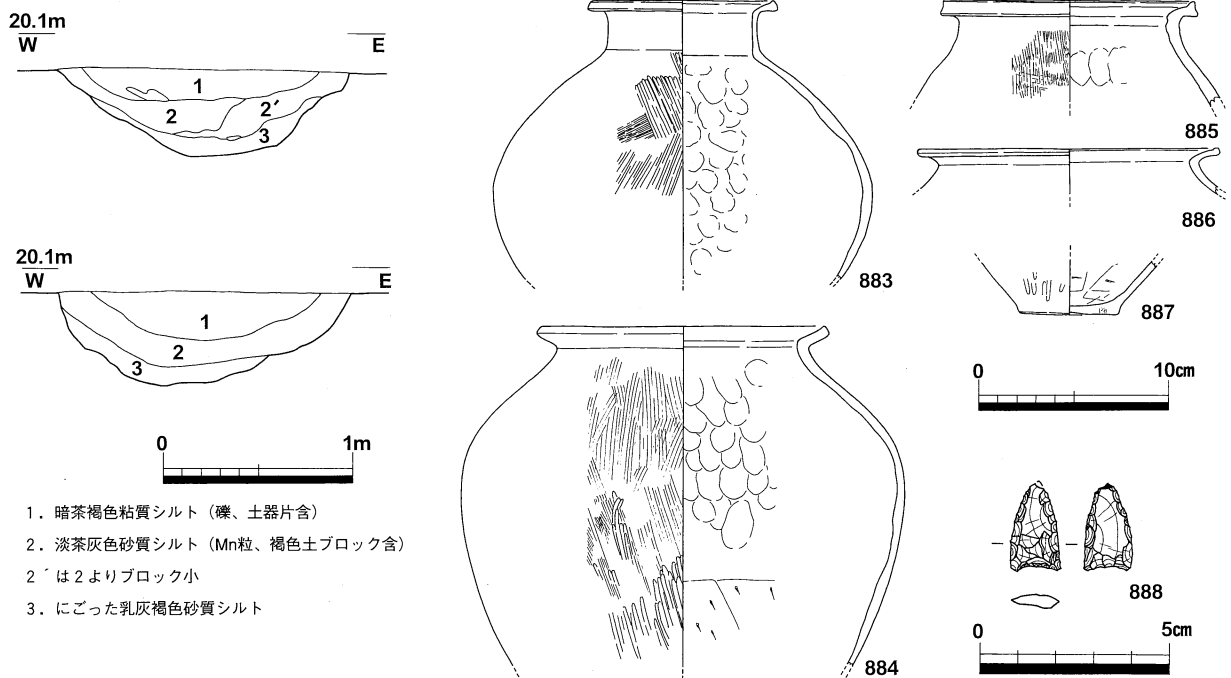 20.1m
W
E
1
2
2′
3
20.1m
W
E
1
2
3
0
1m
1．暗茶褐色粘質シルト（礫、土器片含）
2．淡茶灰色砂質シルト（Mn粒、褐色土ブロック含）
2´は2よりブロック小
3．にごった乳灰褐色砂質シルト
883
884
885
886
887
0
10cm
888
0
5cm